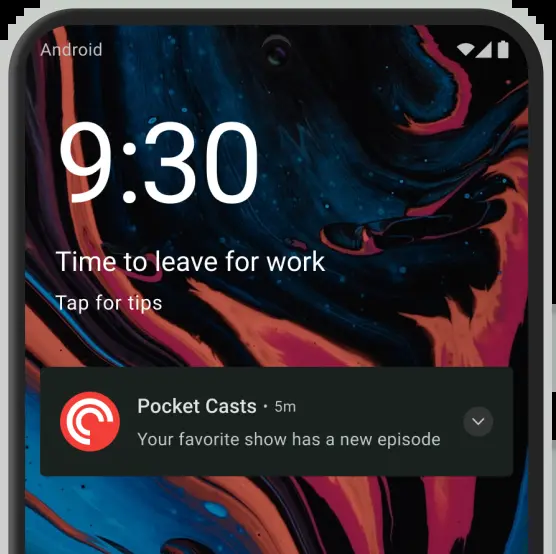 Android
9:30
Time to leave for work
Tap for tips
Pocket Casts • 5m
Your favorite show has a new episode